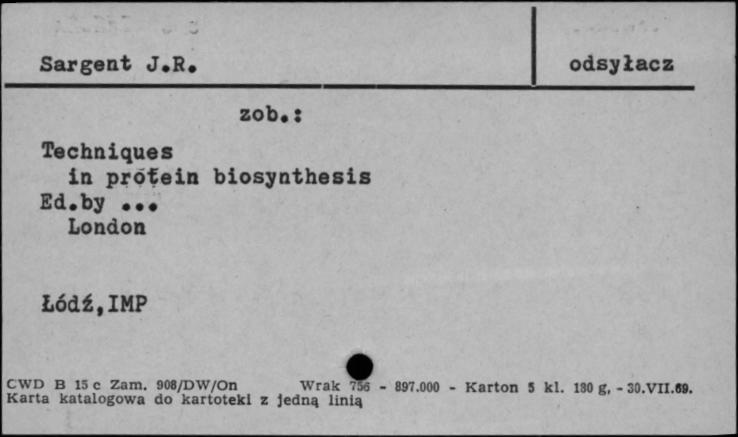 Sargent J.R.
odsyłacz
zob.:
Techniques
in protein biosynthesis
Ed.by ...
London
Łódź,IMP
CWD B 15 c Zam. 908/DW/On Wrak 756 - 897.000 - Karton 5 kl. 180 g, - 30.VII.69.
Karta katalogowa do kartoteki z jedną linią